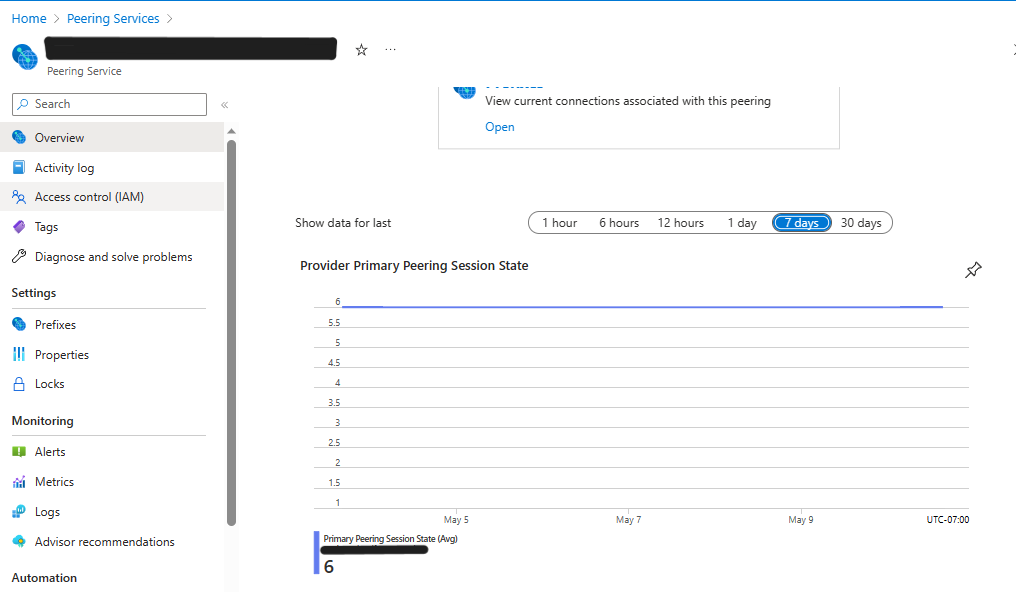 Home > Peering Services >
Peering Service
Search
«
Overview
Activity log
Access control (IAM)
Tags
Diagnose and solve problems
Settings
Prefixes
Properties
Locks
Monitoring
Alerts
Metrics
Logs
Advisor recommendations
Automation
View current connections associated with this peering
Open
Show data for last
1 hour 6 hours 12 hours 1 day 7 days 30 days
Provider Primary Peering Session State
6
5.5
5
4.5
4
3.5
3
2.5
2
1.5
1
May 5 May 7 May 9 UTC-07:00
Primary Peering Session State (Avg)
6